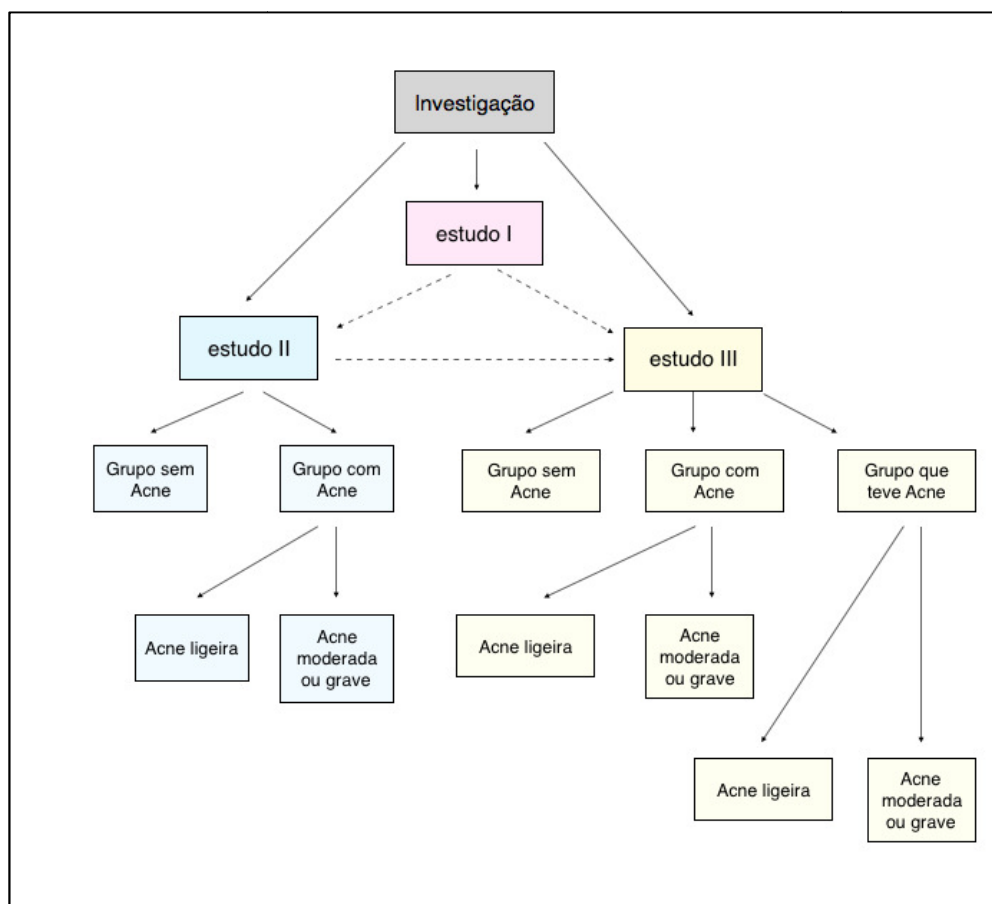 Investigação
estudo I
estudo II
estudo III
Grupo sem
Acne
Grupo com
Acne
Grupo sem
Acne
Grupo com
Acne
Grupo que
teve Acne
Acne ligeira
Acne
moderada
ou grave
Acne ligeira
Acne
moderada
ou grave
Acne ligeira
Acne
moderada
ou grave